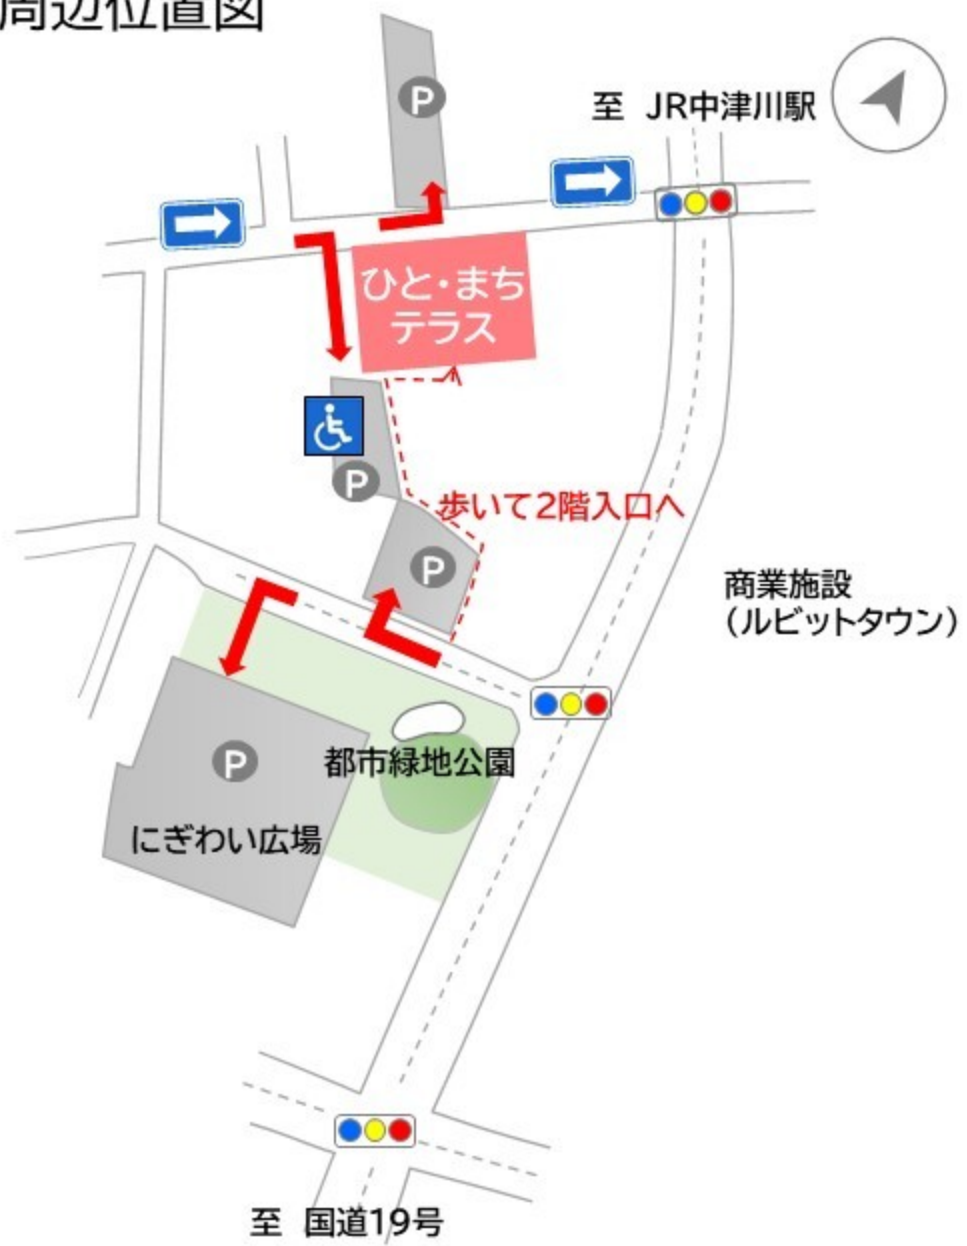 周辺位置図
P
至 JR中津川駅
ひと・まち
テラス
P
歩いて2階入口へ
P
商業施設
(ルビットタウン)
P
都市緑地公園
にぎわい広場
至 国道19号